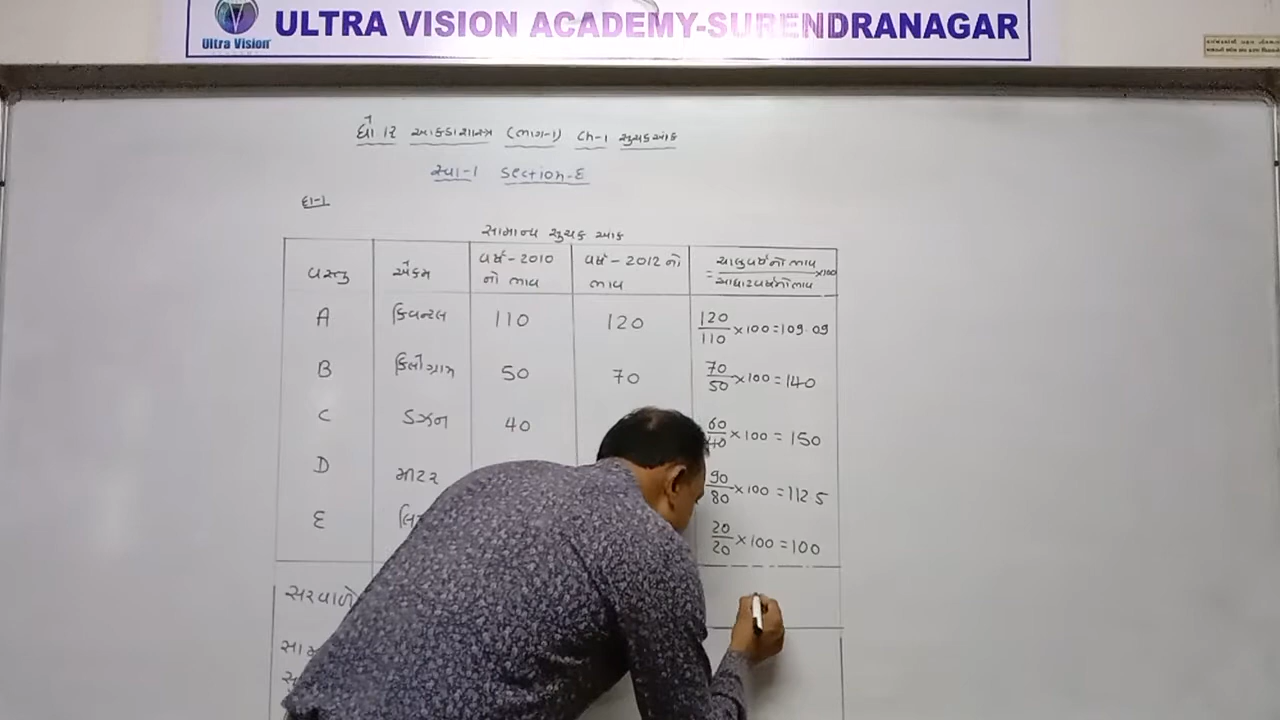 ULTRA VISION ACADEMY-SURENDRANAGAR
Ultra Vision
ધો 12 આંકડાશાસ્ત્ર (ભાગ-1) Ch-1 સુચકઆંક
સ્વા-1 Section-E
દા-1
સામાન્ય સુચક આંક
વસ્તુ એકમ વર્ષ-2010 નો ભાવ વર્ષ-2012 નો ભાવ = ચાલુવર્ષનો ભાવ / આધારવર્ષનો ભાવ ×100
A ક્વિન્ટલ 110 120 120/110 × 100 = 109.09
B કિલોગ્રામ 50 70 70/50 × 100 = 140
C ડઝન 40 60/40 × 100 = 150
D મીટર 90/80 × 100 = 112.5
E 20/20 × 100 = 100
સરવાળો